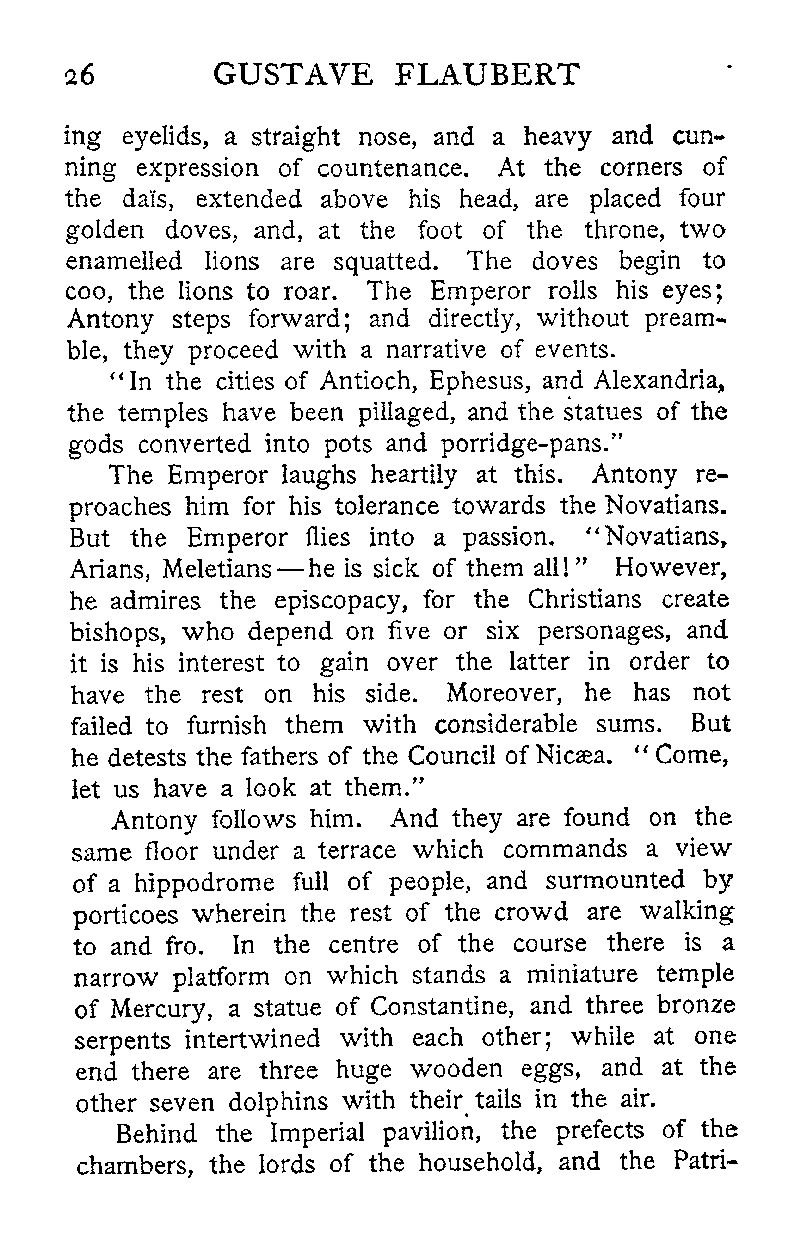 26 GUSTAVE FLAUBERT
ing eyelids, a straight nose, and a heavy and cun-
ning expression of countenance. At the corners of
the daïs, extended above his head, are placed four
golden doves, and, at the foot of the throne, two
enamelled lions are squatted. The doves begin to
coo, the lions to roar. The Emperor rolls his eyes;
Antony steps forward; and directly, without pream-
ble, they proceed with a narrative of events.
“In the cities of Antioch, Ephesus, and Alexandria,
the temples have been pillaged, and the statues of the
gods converted into pots and porridge-pans.”
The Emperor laughs heartily at this. Antony re-
proaches him for his tolerance towards the Novatians.
But the Emperor flies into a passion. “Novatians,
Arians, Meletians—he is sick of them all!” However,
he admires the episcopacy, for the Christians create
bishops, who depend on five or six personages, and
it is his interest to gain over the latter in order to
have the rest on his side. Moreover, he has not
failed to furnish them with considerable sums. But
he detests the fathers of the Council of Nicæa. “Come,
let us have a look at them.”
Antony follows him. And they are found on the
same floor under a terrace which commands a view
of a hippodrome full of people, and surmounted by
porticoes wherein the rest of the crowd are walking
to and fro. In the centre of the course there is a
narrow platform on which stands a miniature temple
of Mercury, a statue of Constantine, and three bronze
serpents intertwined with each other; while at one
end there are three huge wooden eggs, and at the
other seven dolphins with their tails in the air.
Behind the Imperial pavilion, the prefects of the
chambers, the lords of the household, and the Patri-